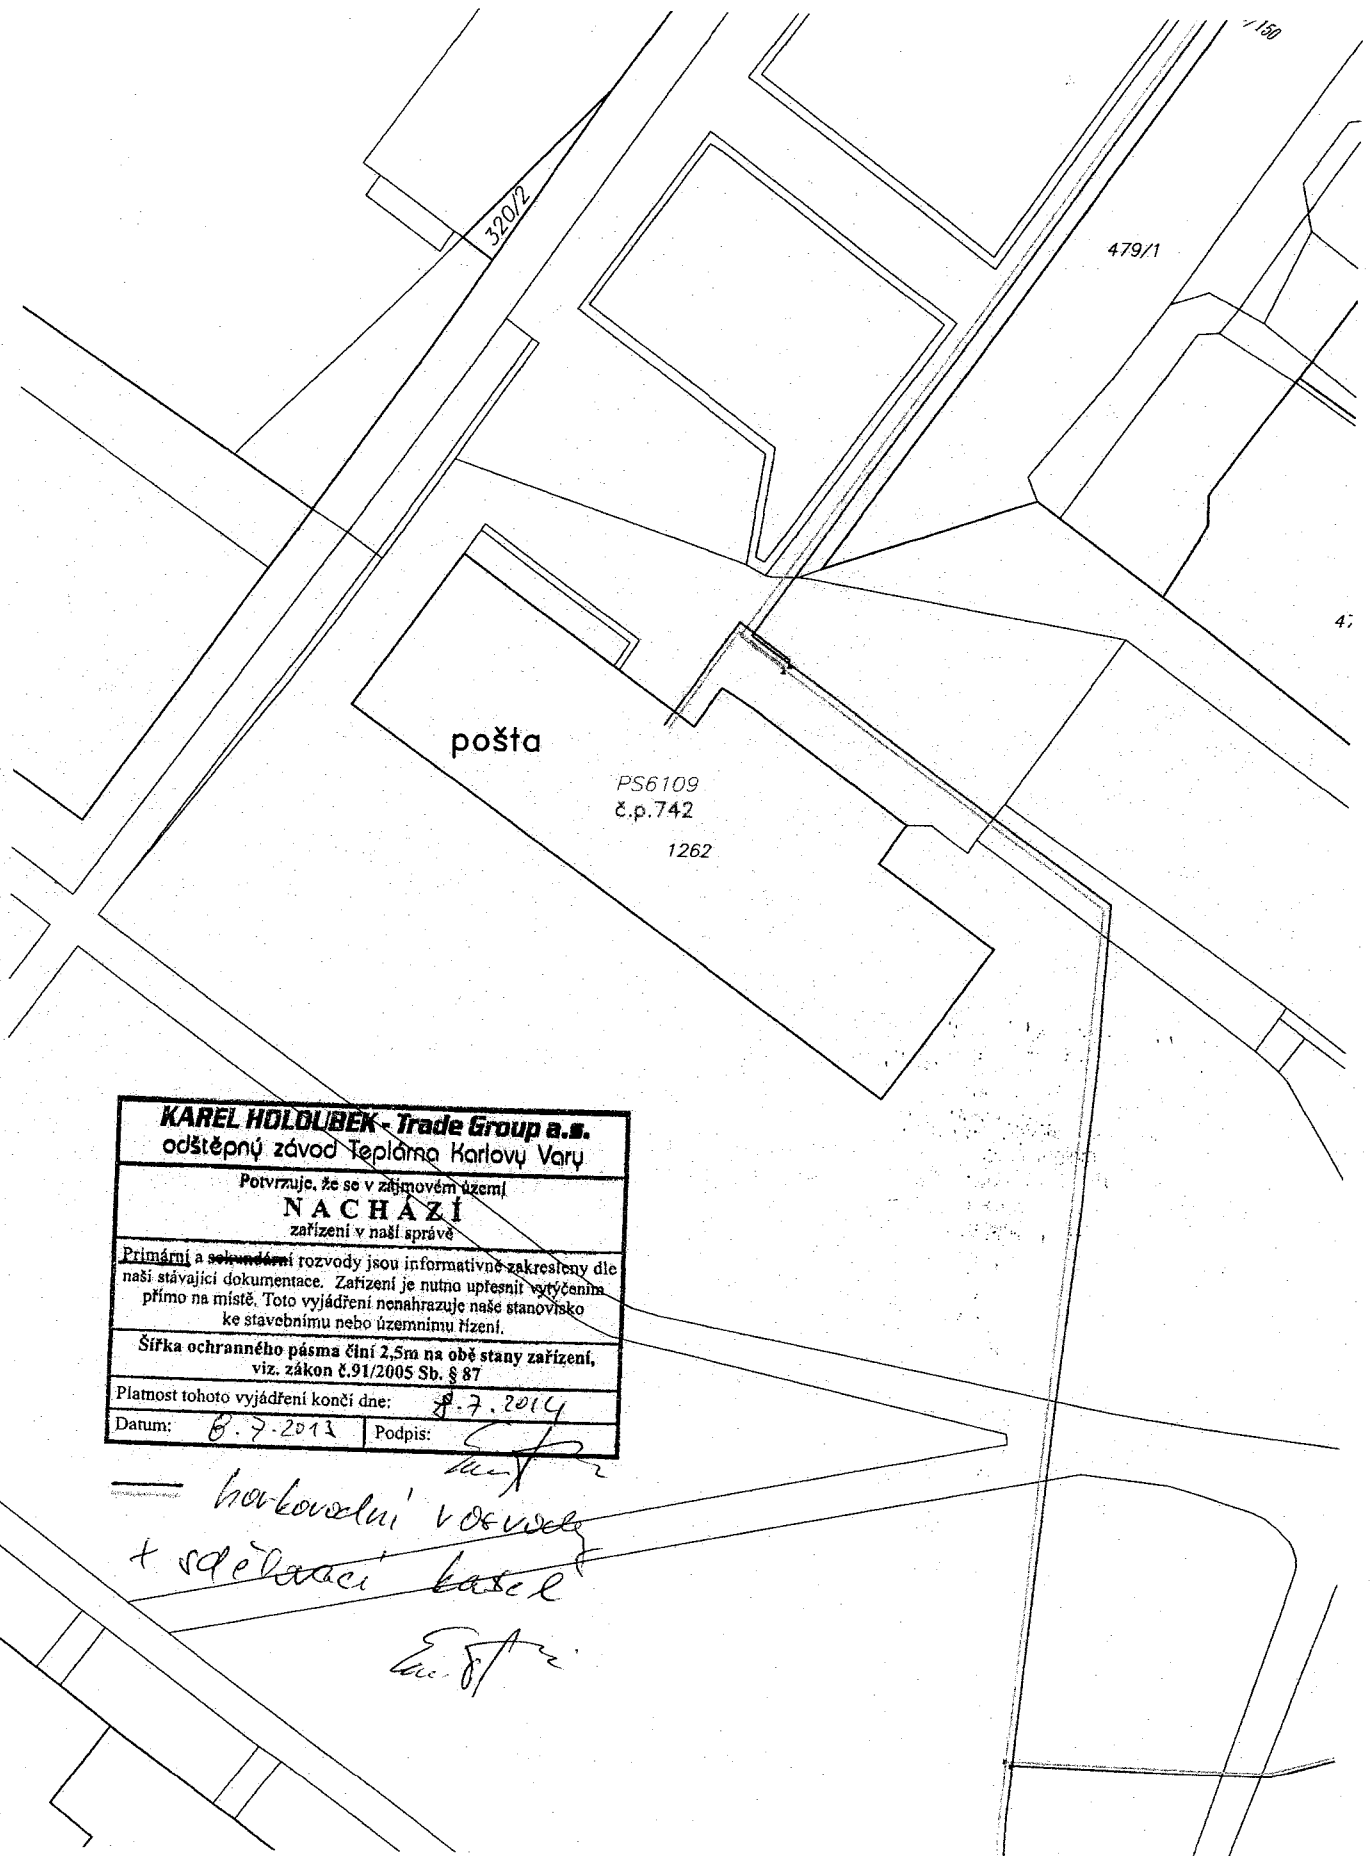 /150
320/2
479/1
47
pošta
PS6109
č.p.742
1262
KAREL HOLOUBEK - Trade Group a.s.
odštěpný závod Teplárna Karlovy Vary
Potvrzuje, že se v zájmovém území
NACHÁZÍ
zařízení v naší správě
Primární a sekundární rozvody jsou informativně zakresleny dle
naší stávající dokumentace. Zařízení je nutno upřesnit vytýčením
přímo na místě. Toto vyjádření nenahrazuje naše stanovisko
ke stavebnímu nebo územnímu řízení.
Šířka ochranného pásma činí 2,5m na obě stany zařízení,
viz. zákon č.91/2005 Sb. § 87
Platnost tohoto vyjádření končí dne: 8.7.2014
Datum: 8.7.2013 Podpis:
horkovodní rozvody
+ sdělovací kabel